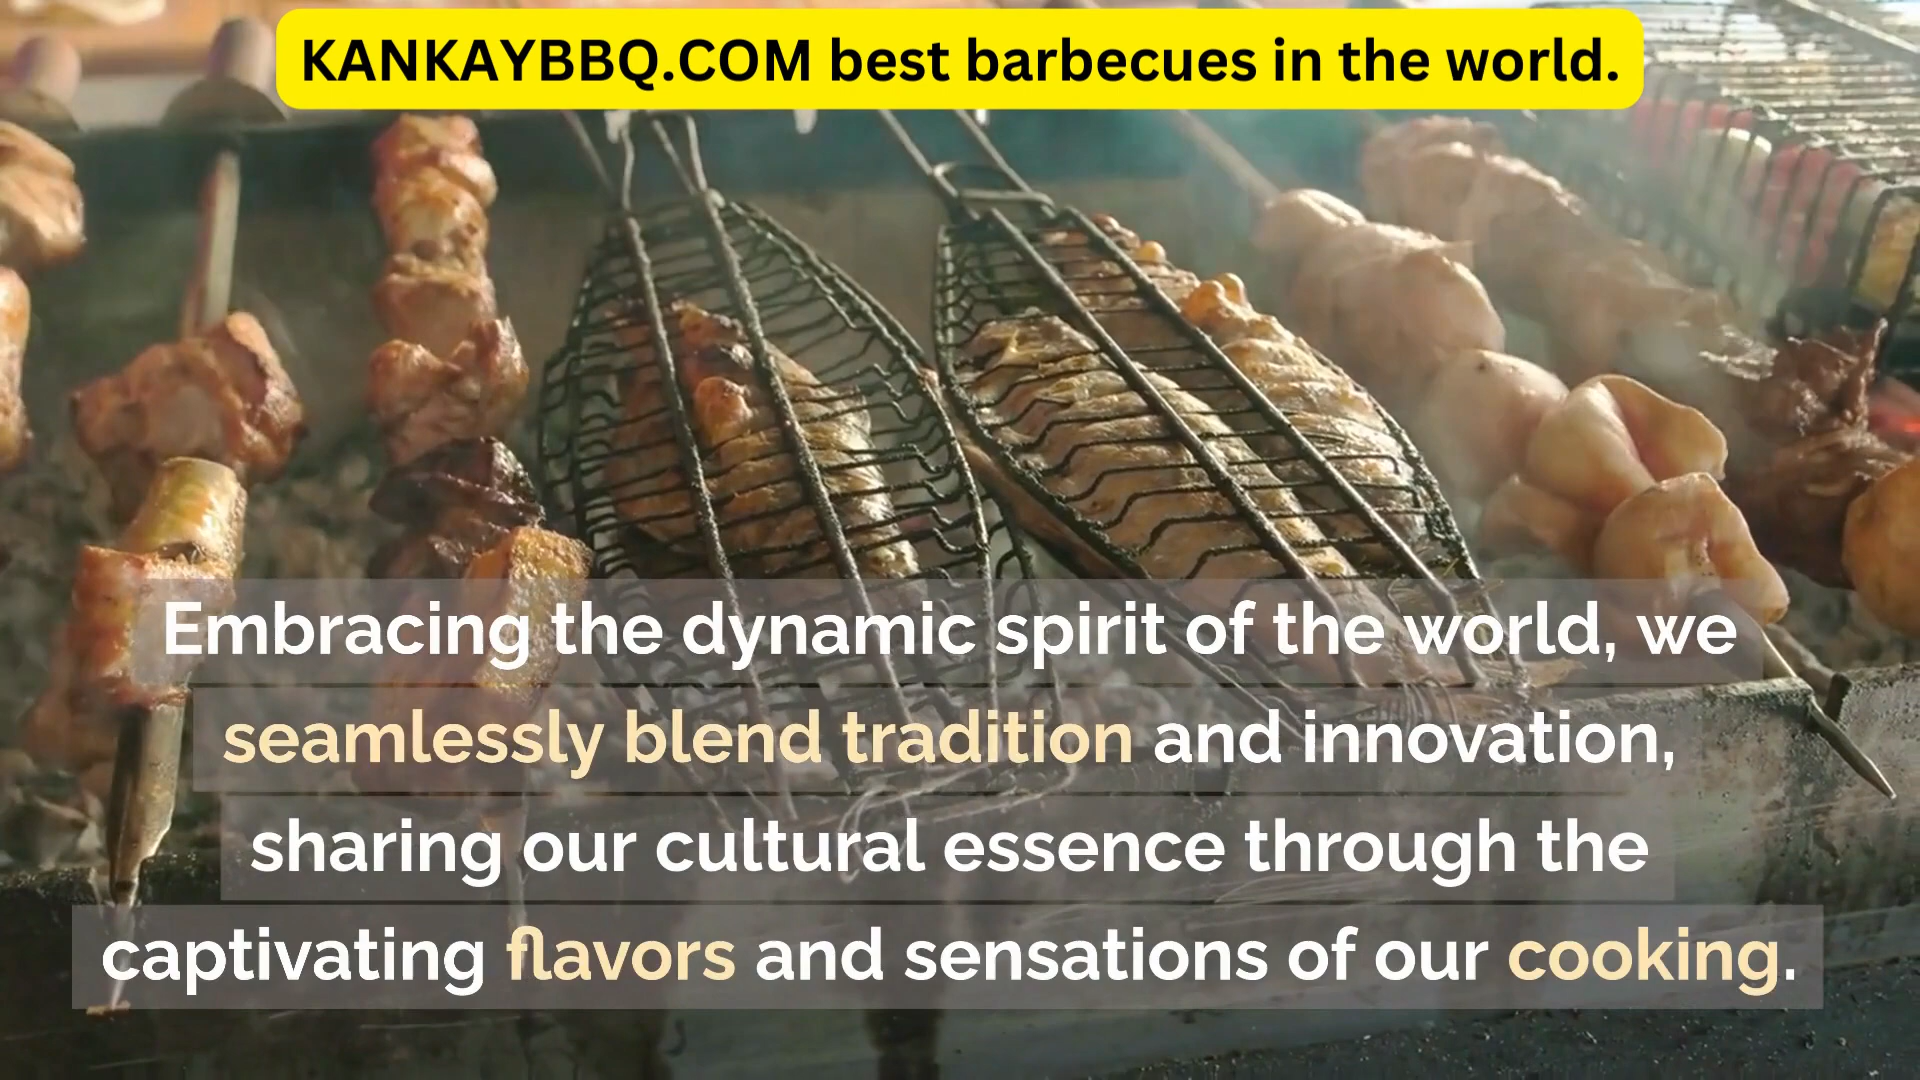 KANKAYBBQ.COM best barbecues in the world.
Embracing the dynamic spirit of the world, we
seamlessly blend tradition and innovation,
sharing our cultural essence through the
captivating flavors and sensations of our cooking.